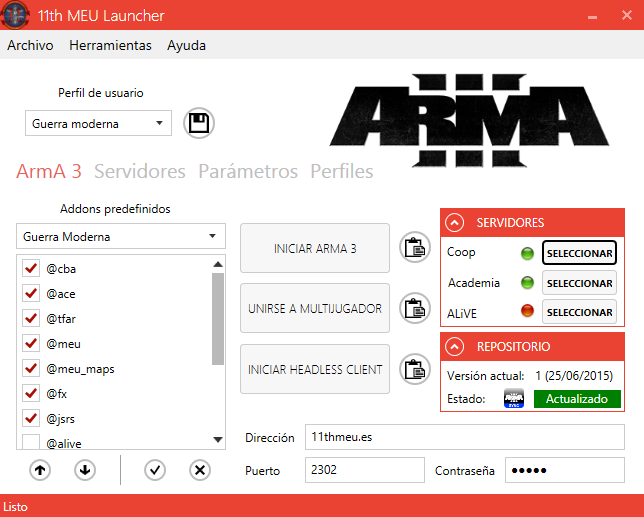 11th MEU Launcher
Archivo Herramientas Ayuda
Perfil de usuario
Guerra moderna
ARMA III
ArmA 3 Servidores Parámetros Perfiles
Addons predefinidos
Guerra Moderna
@cba
@ace
@tfar
@meu
@meu_maps
@fx
@jsrs
@alive
INICIAR ARMA 3
UNIRSE A MULTIJUGADOR
INICIAR HEADLESS CLIENT
SERVIDORES
Coop SELECCIONAR
Academia SELECCIONAR
ALiVE SELECCIONAR
REPOSITORIO
Versión actual: 1 (25/06/2015)
Estado: ARMA SYNC Actualizado
Dirección 11thmeu.es
Puerto 2302 Contraseña •••••
Listo